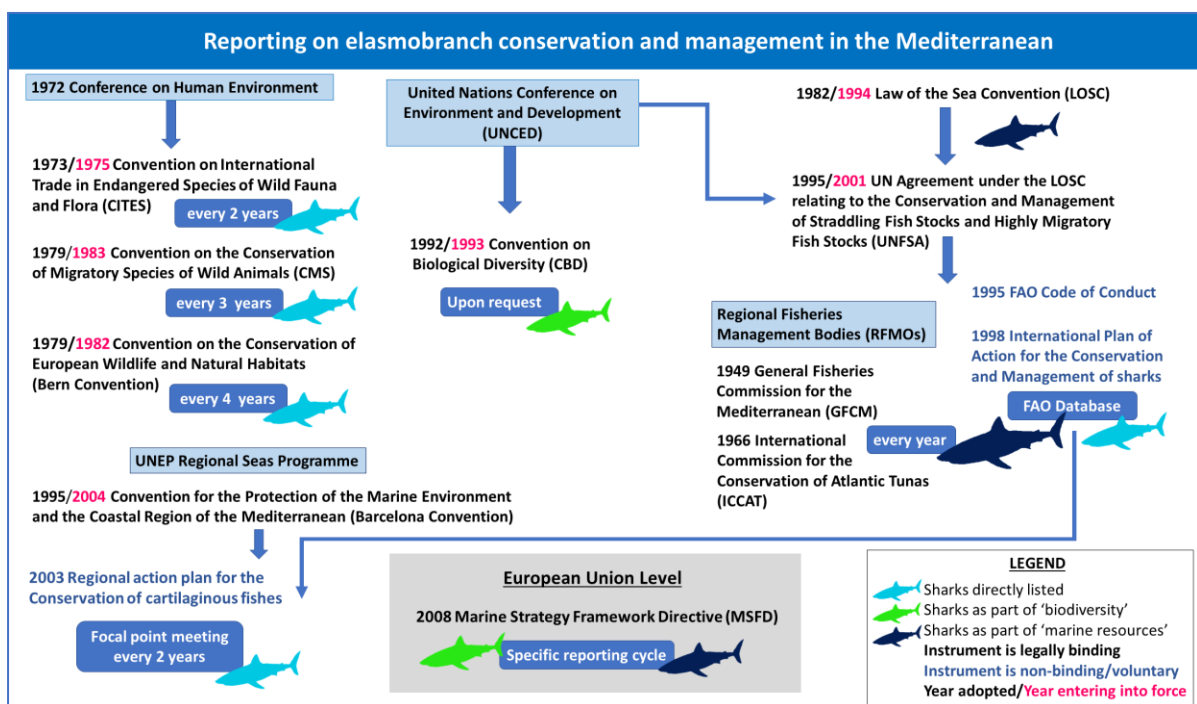 Reporting on elasmobranch conservation and management in the Mediterranean
1972 Conference on Human Environment
1973/1975 Convention on International
Trade in Endangered Species of Wild Fauna
and Flora (CITES)
every 2 years
1979/1983 Convention on the Conservation
of Migratory Species of Wild Animals (CMS)
every 3 years
1979/1982 Convention on the Conservation of
European Wildlife and Natural Habitats
(Bern Convention)
every 4 years
UNEP Regional Seas Programme
1995/2004 Convention for the Protection of the Marine Environment
and the Coastal Region of the Mediterranean (Barcelona Convention)
2003 Regional action plan for the
Conservation of cartilaginous fishes
Focal point meeting
every 2 years
United Nations Conference on
Environment and Development
(UNCED)
1992/1993 Convention on
Biological Diversity (CBD)
Upon request
1982/1994 Law of the Sea Convention (LOSC)
1995/2001 UN Agreement under the LOSC
relating to the Conservation and Management
of Straddling Fish Stocks and Highly Migratory
Fish Stocks (UNFSA)
Regional Fisheries
Management Bodies (RFMOs)
1949 General Fisheries
Commission for the
Mediterranean (GFCM)
every year
1966 International
Commission for the
Conservation of Atlantic Tunas
(ICCAT)
1995 FAO Code of Conduct
1998 International Plan of
Action for the Conservation
and Management of sharks
FAO Database
European Union Level
2008 Marine Strategy Framework Directive (MSFD)
Specific reporting cycle
LEGEND
Sharks directly listed
Sharks as part of ‘biodiversity’
Sharks as part of ‘marine resources’
Instrument is legally binding
Instrument is non-binding/voluntary
Year adopted/Year entering into force